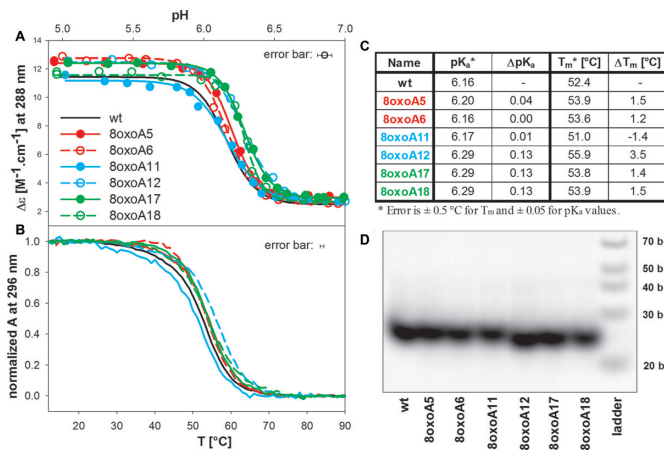 pH
5.0 5.5 6.0 6.5 7.0
A
error bar:
14
12
10
8
6
4
2
Δε [M⁻¹.cm⁻¹] at 288 nm
wt
8oxoA5
8oxoA6
8oxoA11
8oxoA12
8oxoA17
8oxoA18
B
error bar:
1.0
0.8
0.6
0.4
0.2
0.0
normalized A at 296 nm
20 30 40 50 60 70 80 90
T [°C]
C
Name pKa* ΔpKa Tm* [°C] ΔTm [°C]
wt 6.16 - 52.4 -
8oxoA5 6.20 0.04 53.9 1.5
8oxoA6 6.16 0.00 53.6 1.2
8oxoA11 6.17 0.01 51.0 -1.4
8oxoA12 6.29 0.13 55.9 3.5
8oxoA17 6.29 0.13 53.8 1.4
8oxoA18 6.29 0.13 53.9 1.5
* Error is ± 0.5 °C for Tm and ± 0.05 for pKa values.
D
70 b
50 b
40 b
30 b
20 b
wt
8oxoA5
8oxoA6
8oxoA11
8oxoA12
8oxoA17
8oxoA18
ladder